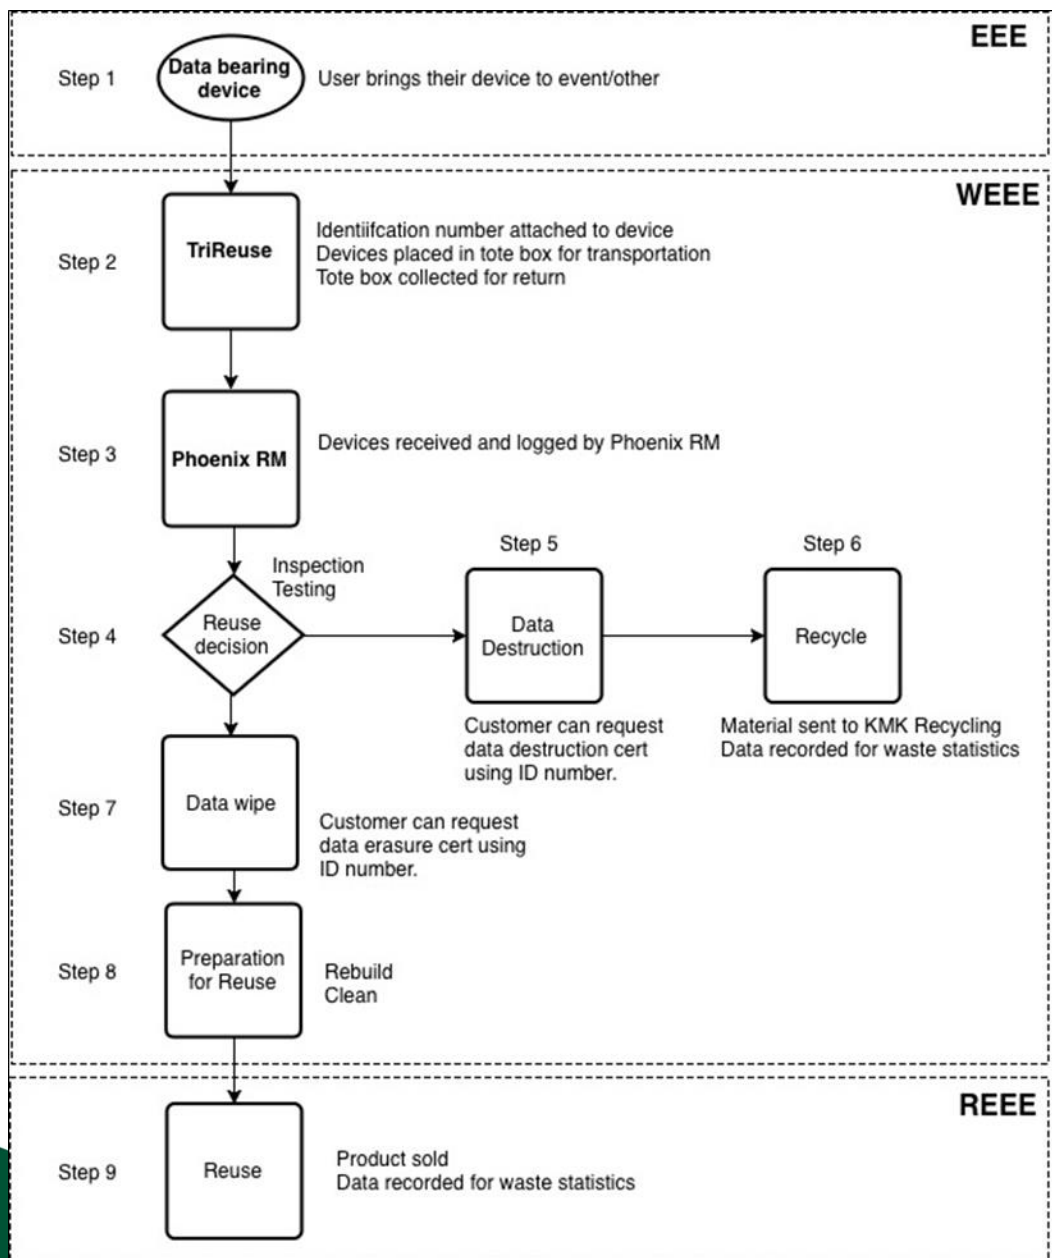 EEE
Step 1
Data bearing
device
User brings their device to event/other
WEEE
Step 2
TriReuse
Identiifcation number attached to device
Devices placed in tote box for transportation
Tote box collected for return
Step 3
Phoenix RM
Devices received and logged by Phoenix RM
Inspection
Testing
Step 4
Reuse
decision
Step 5
Data
Destruction
Customer can request
data destruction cert
using ID number.
Step 6
Recycle
Material sent to KMK Recycling
Data recorded for waste statistics
Step 7
Data wipe
Customer can request
data erasure cert using
ID number.
Step 8
Preparation
for Reuse
Rebuild
Clean
REEE
Step 9
Reuse
Product sold
Data recorded for waste statistics